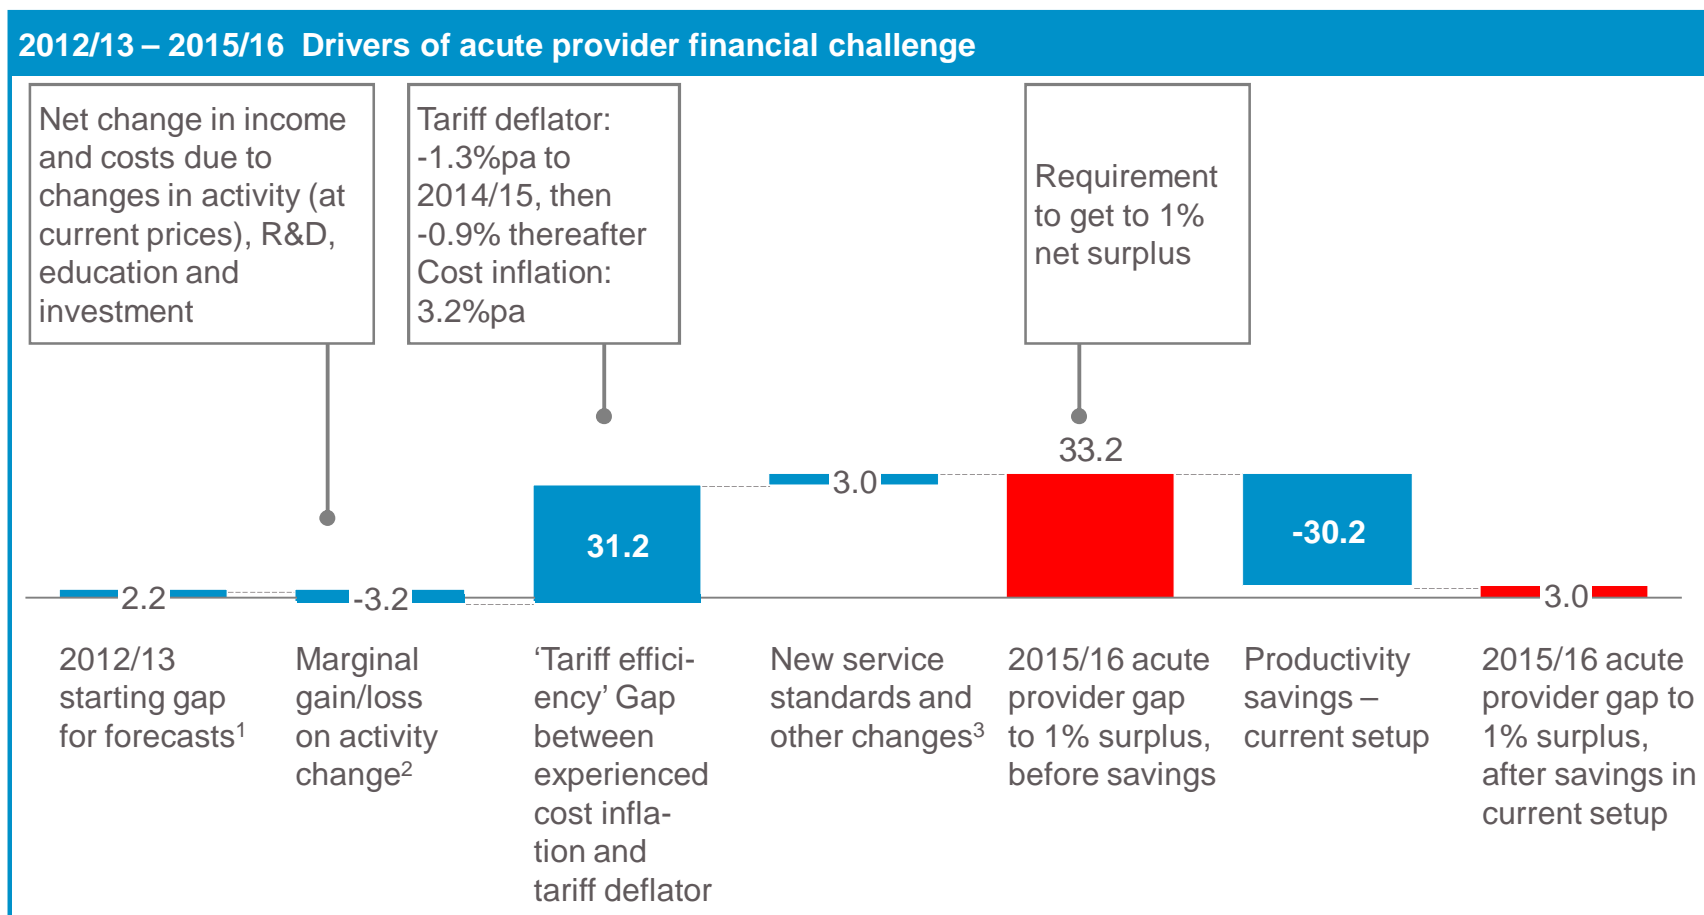 2012/13 – 2015/16  Drivers of acute provider financial challenge
Net change in income
and costs due to
changes in activity (at
current prices), R&D,
education and
investment
Tariff deflator:
-1.3%pa to
2014/15, then
-0.9% thereafter
Cost inflation:
3.2%pa
Requirement
to get to 1%
net surplus
2.2
-3.2
31.2
3.0
33.2
-30.2
3.0
2012/13
starting gap
for forecasts¹
Marginal
gain/loss
on activity
change²
‘Tariff effici-
ency’ Gap
between
experienced
cost infla-
tion and
tariff deflator
New service
standards and
other changes³
2015/16 acute
provider gap
to 1% surplus,
before savings
Productivity
savings –
current setup
2015/16 acute
provider gap to
1% surplus,
after savings in
current setup